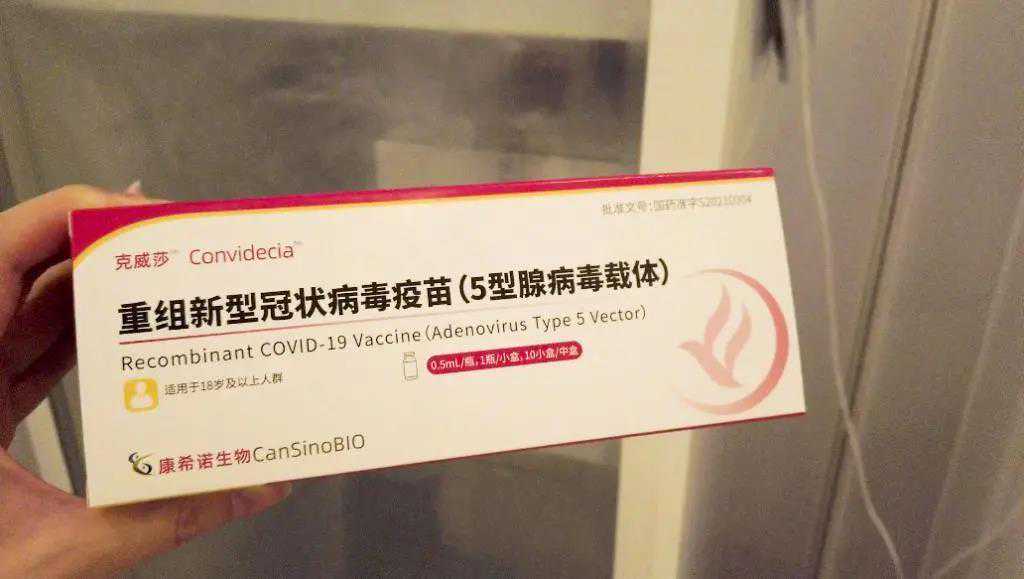 批准文号:国药准字S20210004
克威莎™ Convidecia™
重组新型冠状病毒疫苗(5型腺病毒载体)
Recombinant COVID-19 Vaccine (Adenovirus Type 5 Vector)
0.5mL/瓶,1瓶/小盒,10小盒/中盒
适用于18岁及以上人群
康希诺生物CanSinoBIO